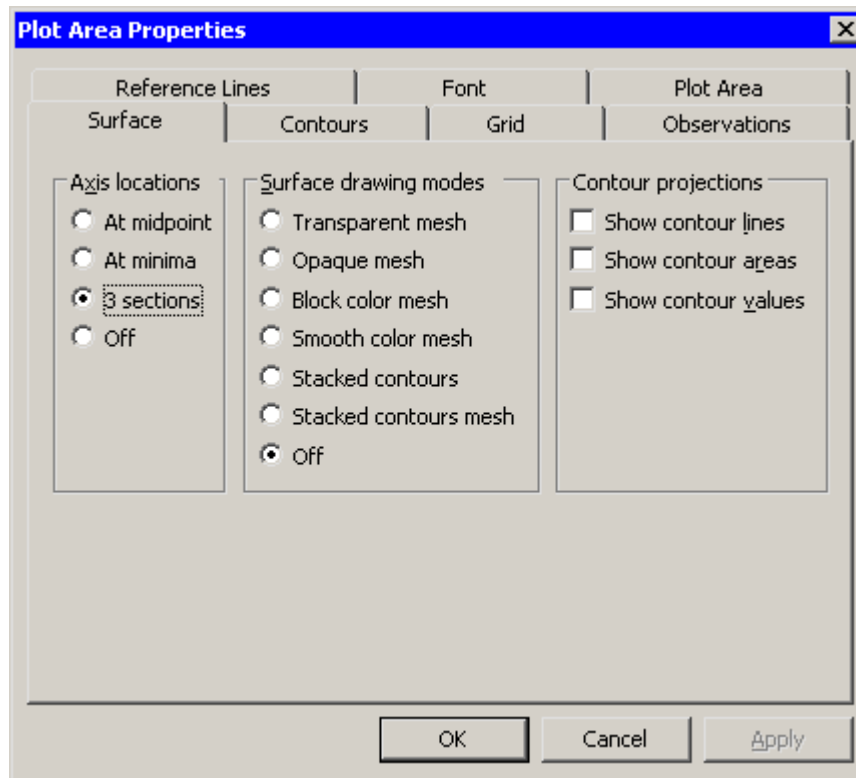 Plot Area Properties
Reference Lines Font Plot Area
Surface Contours Grid Observations
Axis locations Surface drawing modes Contour projections
At midpoint Transparent mesh Show contour lines
At minima Opaque mesh Show contour areas
3 sections Block color mesh Show contour values
Off Smooth color mesh
Stacked contours
Stacked contours mesh
Off
OK Cancel Apply